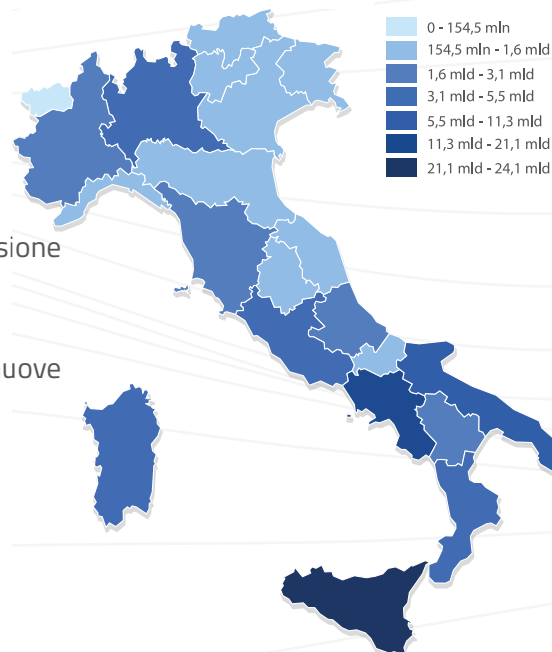 0 - 154,5 mln
154,5 mln - 1,6 mld
1,6 mld - 3,1 mld
3,1 mld - 5,5 mld
5,5 mld - 11,3 mld
11,3 mld - 21,1 mld
21,1 mld - 24,1 mld
sione
nuove